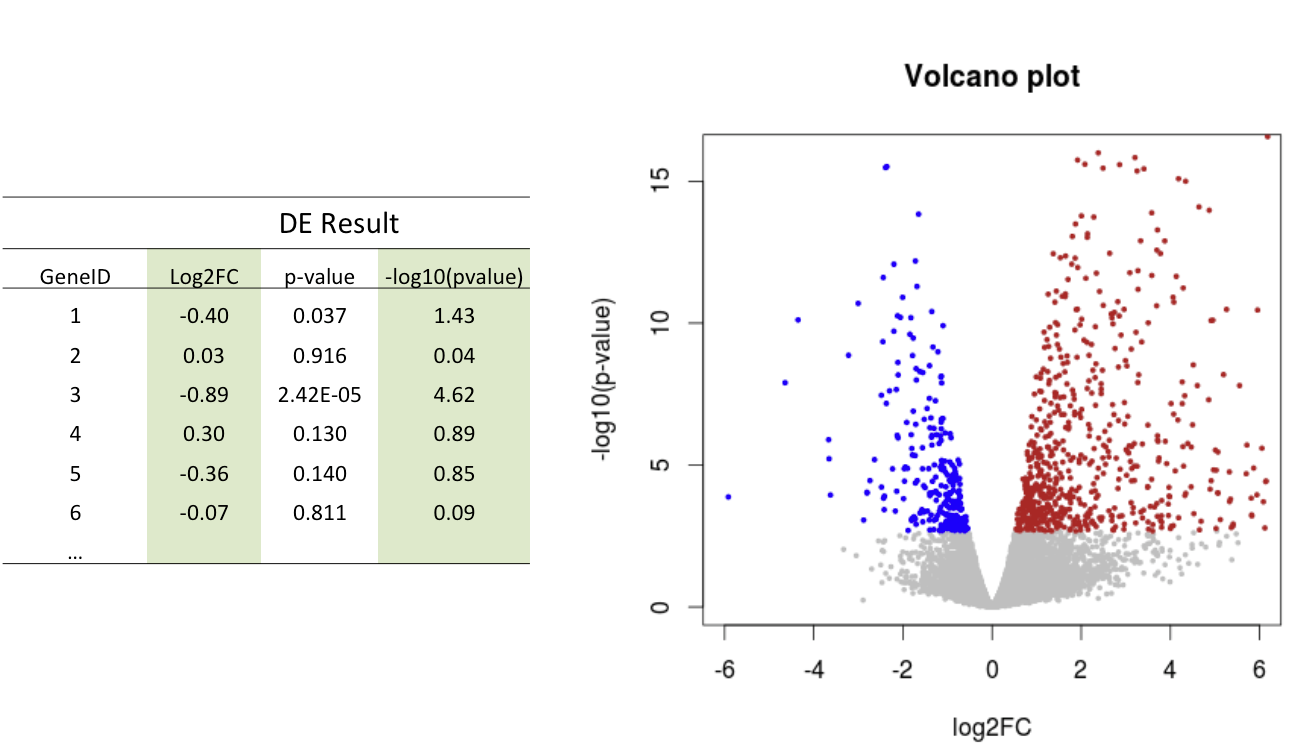 DE Result
GeneID Log2FC p-value -log10(pvalue)
1 -0.40 0.037 1.43
2 0.03 0.916 0.04
3 -0.89 2.42E-05 4.62
4 0.30 0.130 0.89
5 -0.36 0.140 0.85
6 -0.07 0.811 0.09
...
Volcano plot
-log10(p-value)
15
10
5
0
-6 -4 -2 0 2 4 6
log2FC